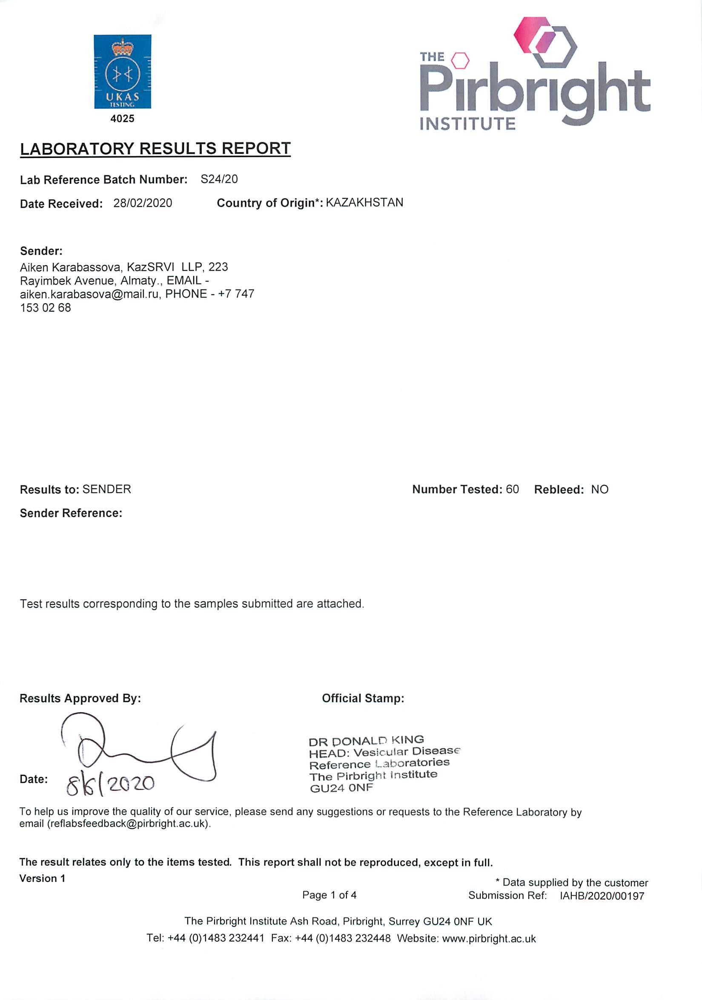 UKAS
TESTING
4025
THE
Pirbright
INSTITUTE
LABORATORY RESULTS REPORT
Lab Reference Batch Number: S24/20
Date Received: 28/02/2020 Country of Origin*: KAZAKHSTAN
Sender:
Aiken Karabassova, KazSRVI LLP, 223
Rayimbek Avenue, Almaty., EMAIL -
aiken.karabasova@mail.ru, PHONE - +7 747
153 02 68
Results to: SENDER Number Tested: 60 Rebleed: NO
Sender Reference:
Test results corresponding to the samples submitted are attached.
Results Approved By: Official Stamp:
DR DONALD KING
HEAD: Vesicular Disease
Reference Laboratories
The Pirbright Institute
GU24 0NF
Date:
To help us improve the quality of our service, please send any suggestions or requests to the Reference Laboratory by
email (reflabsfeedback@pirbright.ac.uk).
The result relates only to the items tested. This report shall not be reproduced, except in full.
Version 1
* Data supplied by the customer
Page 1 of 4 Submission Ref: IAHB/2020/00197
The Pirbright Institute Ash Road, Pirbright, Surrey GU24 0NF UK
Tel: +44 (0)1483 232441 Fax: +44 (0)1483 232448 Website: www.pirbright.ac.uk